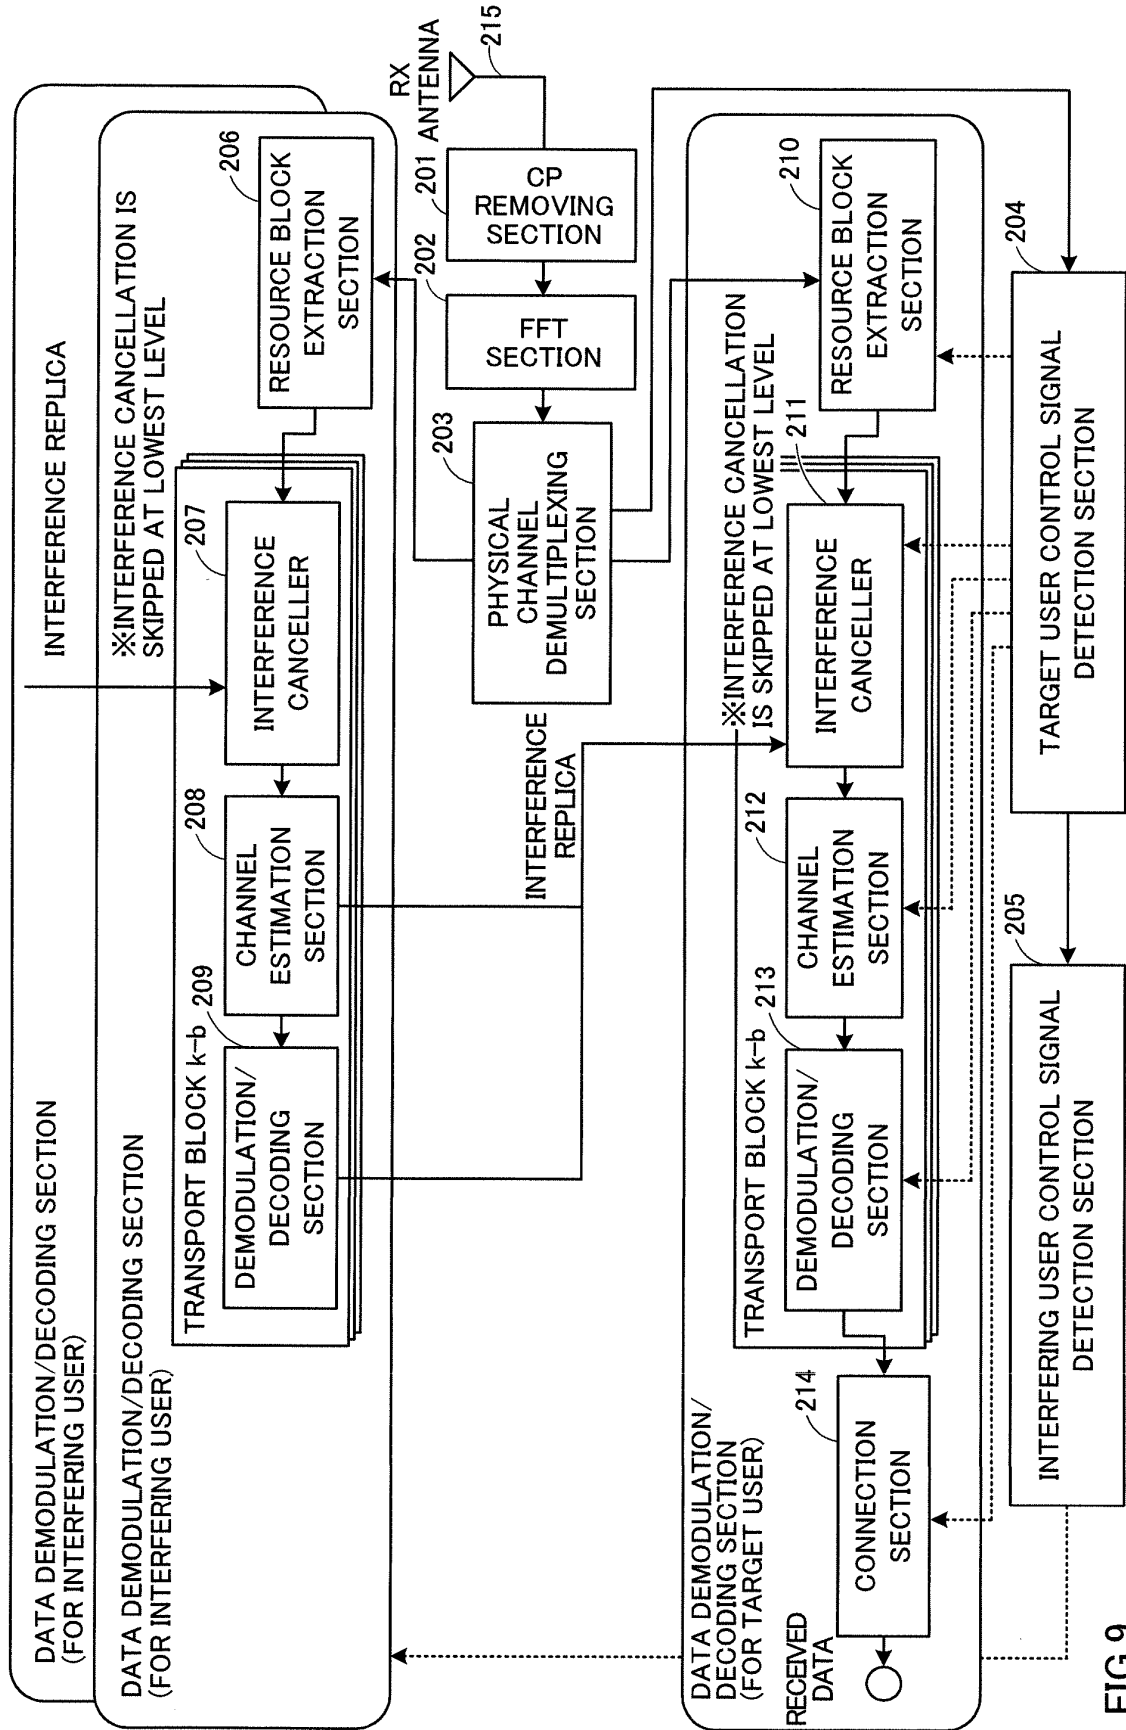 DATA DEMODULATION/DECODING SECTION
(FOR INTERFERING USER)
INTERFERENCE REPLICA
DATA DEMODULATION/DECODING SECTION
(FOR INTERFERING USER)
※INTERFERENCE CANCELLATION IS
SKIPPED AT LOWEST LEVEL
TRANSPORT BLOCK k-b
209
DEMODULATION/
DECODING
SECTION
208
CHANNEL
ESTIMATION
SECTION
207
INTERFERENCE
CANCELLER
206
RESOURCE BLOCK
EXTRACTION
SECTION
RX
ANTENNA
215
201
CP
REMOVING
SECTION
202
FFT
SECTION
203
PHYSICAL
CHANNEL
DEMULTIPLEXING
SECTION
INTERFERENCE
REPLICA
DATA DEMODULATION/
DECODING SECTION
(FOR TARGET USER)
※INTERFERENCE CANCELLATION
IS SKIPPED AT LOWEST LEVEL
TRANSPORT BLOCK k-b
210
RESOURCE BLOCK
EXTRACTION
SECTION
211
INTERFERENCE
CANCELLER
212
CHANNEL
ESTIMATION
SECTION
213
DEMODULATION/
DECODING
SECTION
214
CONNECTION
SECTION
RECEIVED
DATA
204
TARGET USER CONTROL SIGNAL
DETECTION SECTION
205
INTERFERING USER CONTROL SIGNAL
DETECTION SECTION
FIG.9